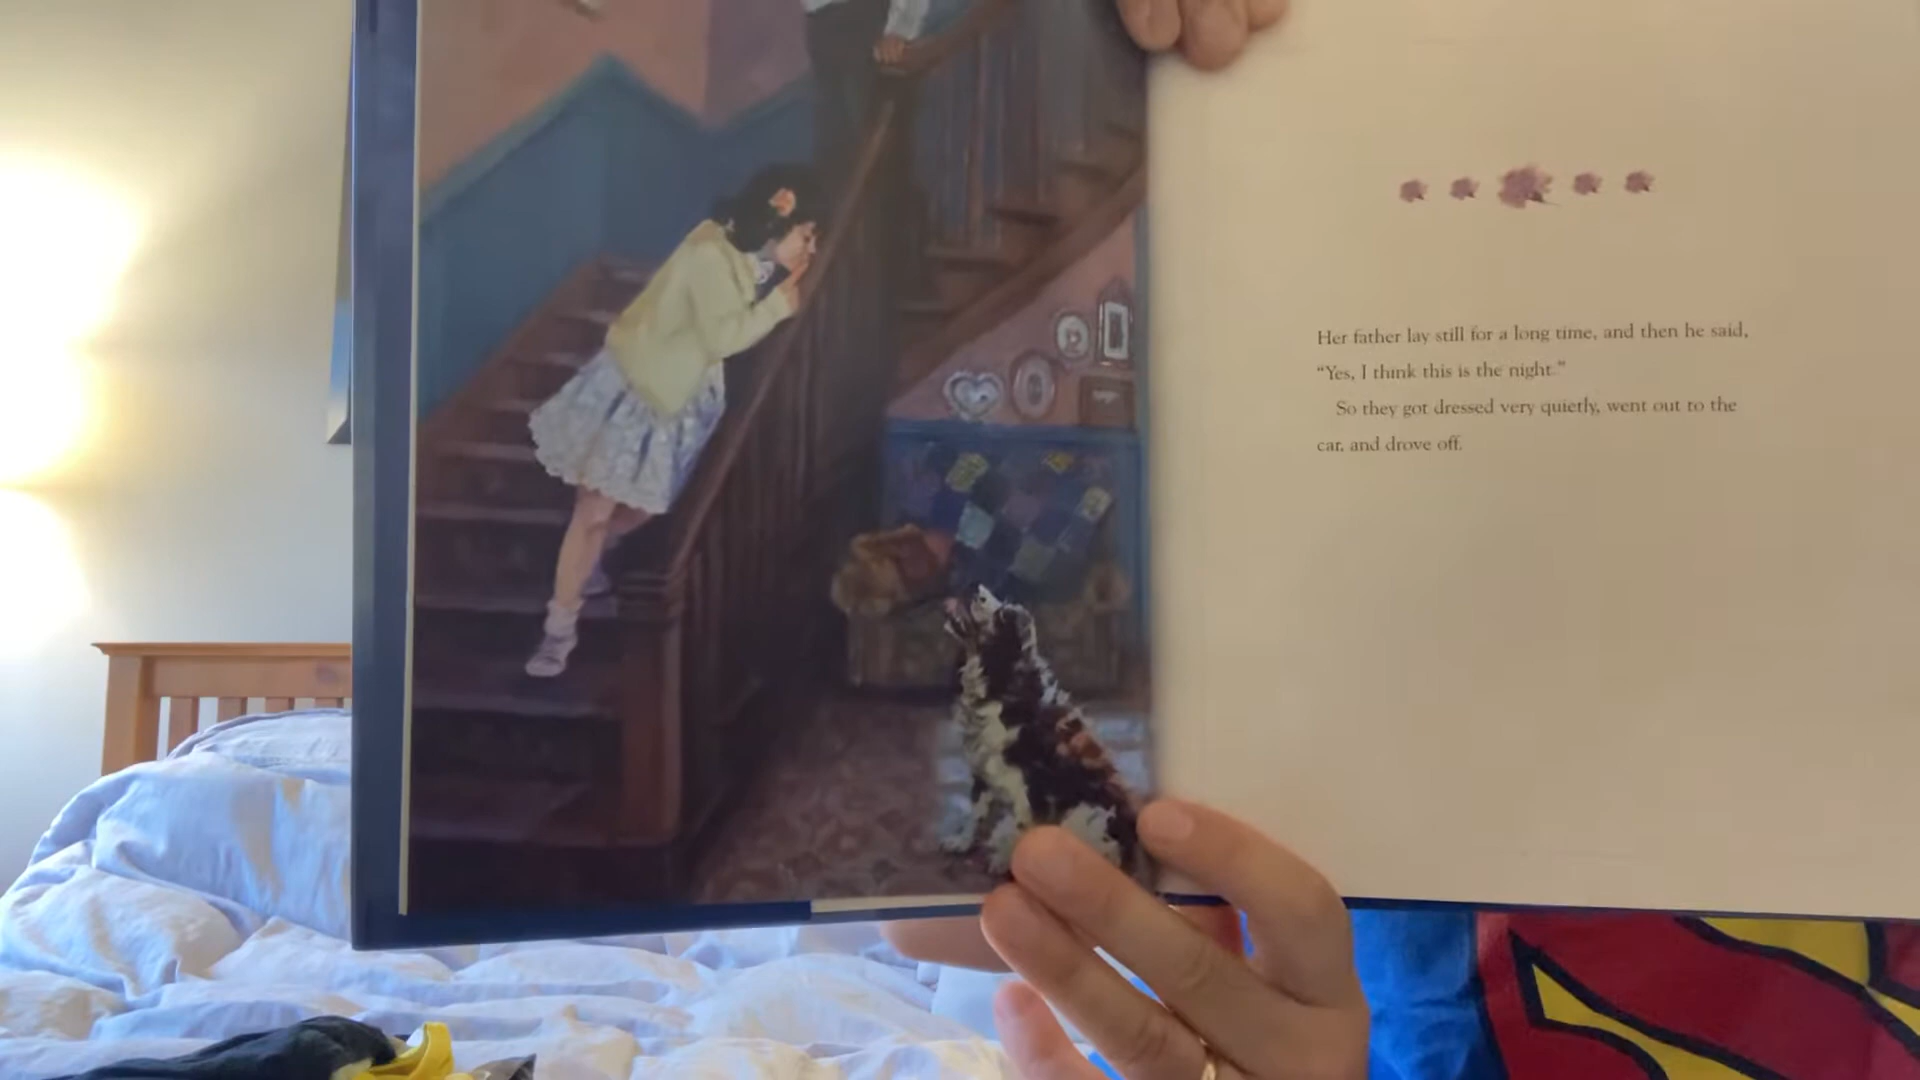 Her father lay still for a long time, and then he said,
“Yes, I think this is the night.”
So they got dressed very quietly, went out to the
car, and drove off.